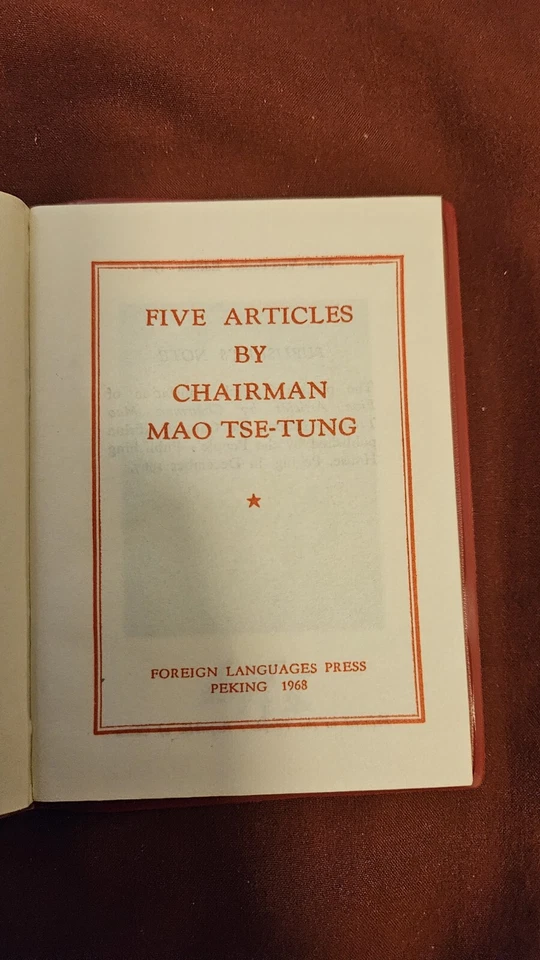 FIVE ARTICLES
BY
CHAIRMAN
MAO TSE-TUNG
FOREIGN LANGUAGES PRESS
PEKING 1968